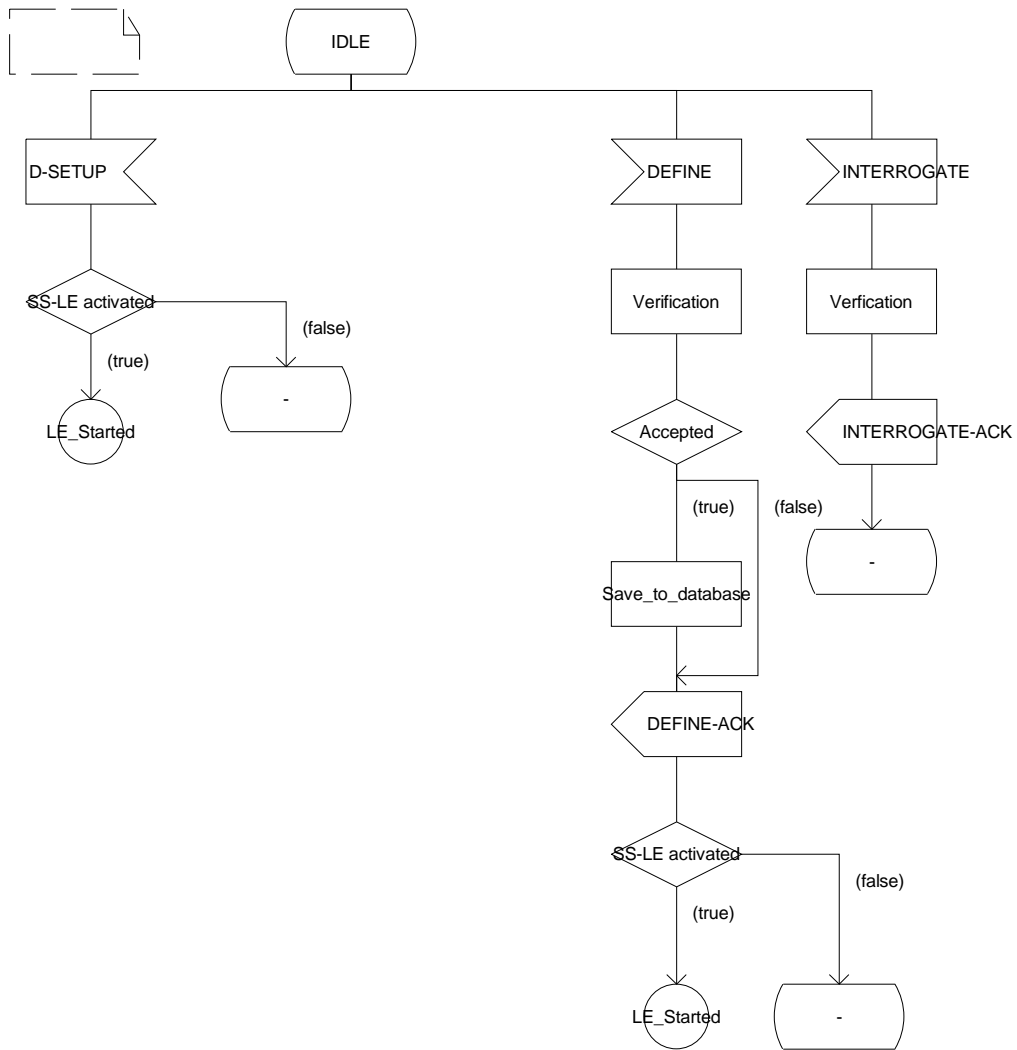 IDLE
D-SETUP
DEFINE
INTERROGATE
SS-LE activated
Verification
Verfication
(false)
(true)
-
LE_Started
Accepted
INTERROGATE-ACK
(true)
(false)
-
Save_to_database
DEFINE-ACK
SS-LE activated
(false)
(true)
LE_Started
-